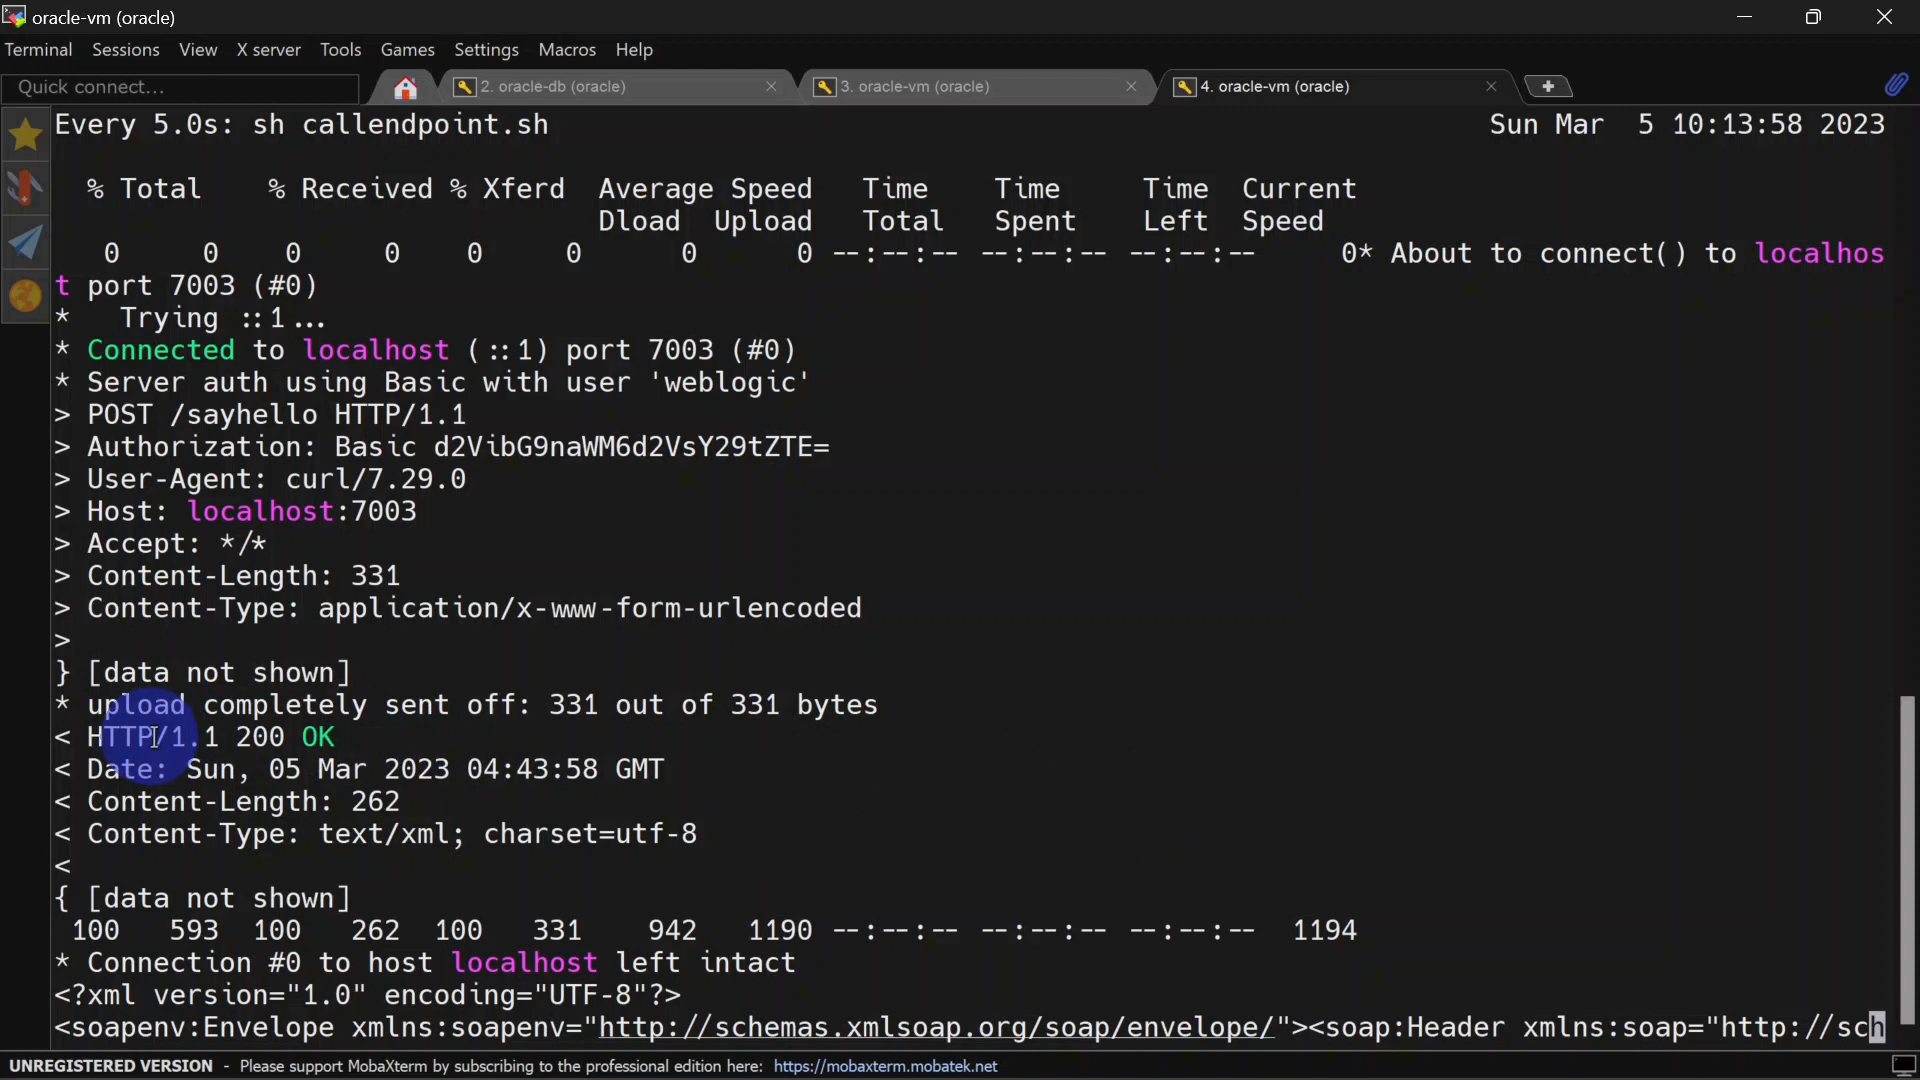 oracle-vm (oracle)
Terminal Sessions View X server Tools Games Settings Macros Help
Quick connect... 2. oracle-db (oracle) 3. oracle-vm (oracle) 4. oracle-vm (oracle)
Every 5.0s: sh callendpoint.sh Sun Mar 5 10:13:58 2023
% Total % Received % Xferd Average Speed Time Time Time Current
Dload Upload Total Spent Left Speed
0 0 0 0 0 0 0 0 --:--:-- --:--:-- --:--:-- 0* About to connect() to localhos
t port 7003 (#0)
* Trying ::1...
* Connected to localhost (::1) port 7003 (#0)
* Server auth using Basic with user 'weblogic'
> POST /sayhello HTTP/1.1
> Authorization: Basic d2VibG9naWM6d2VsY29tZTE=
> User-Agent: curl/7.29.0
> Host: localhost:7003
> Accept: */*
> Content-Length: 331
> Content-Type: application/x-www-form-urlencoded
>
} [data not shown]
* upload completely sent off: 331 out of 331 bytes
< HTTP/1.1 200 OK
< Date: Sun, 05 Mar 2023 04:43:58 GMT
< Content-Length: 262
< Content-Type: text/xml; charset=utf-8
<
{ [data not shown]
100 593 100 262 100 331 942 1190 --:--:-- --:--:-- --:--:-- 1194
* Connection #0 to host localhost left intact
<?xml version="1.0" encoding="UTF-8"?>
<soapenv:Envelope xmlns:soapenv="http://schemas.xmlsoap.org/soap/envelope/"><soap:Header xmlns:soap="http://sch
UNREGISTERED VERSION - Please support MobaXterm by subscribing to the professional edition here: https://mobaxterm.mobatek.net